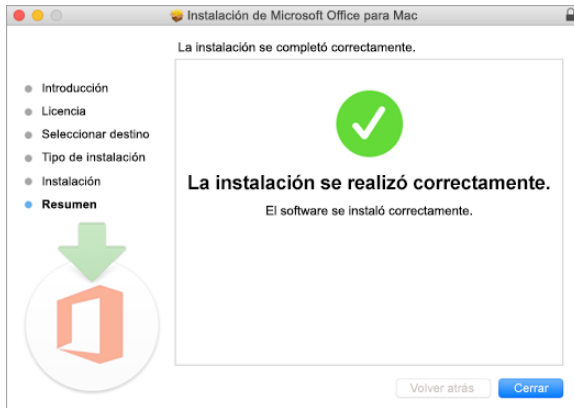 Instalación de Microsoft Office para Mac
La instalación se completó correctamente.
Introducción
Licencia
Seleccionar destino
Tipo de instalación
Instalación
Resumen
La instalación se realizó correctamente.
El software se instaló correctamente.
Volver atrás
Cerrar